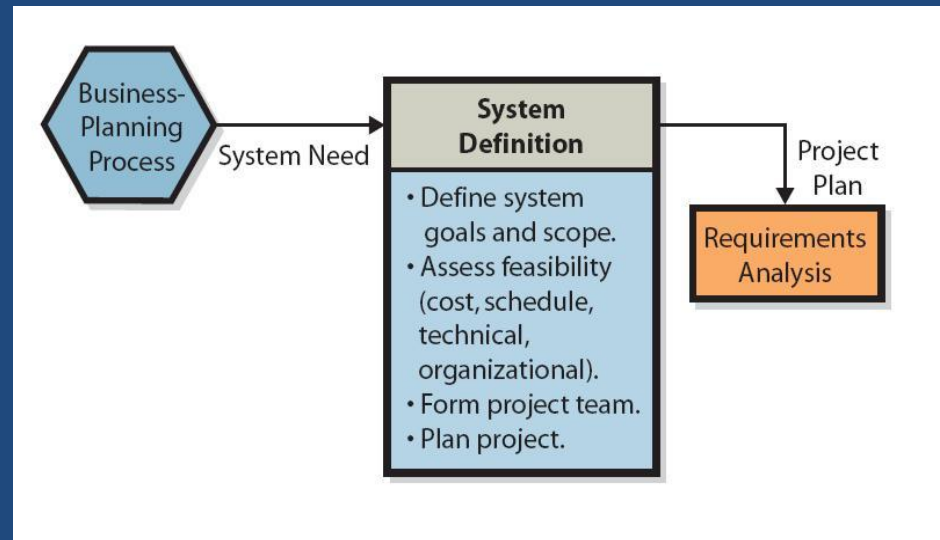 Business-
Planning
Process
System Need
System
Definition
• Define system
goals and scope.
• Assess feasibility
(cost, schedule,
technical,
organizational).
• Form project team.
• Plan project.
Project
Plan
Requirements
Analysis